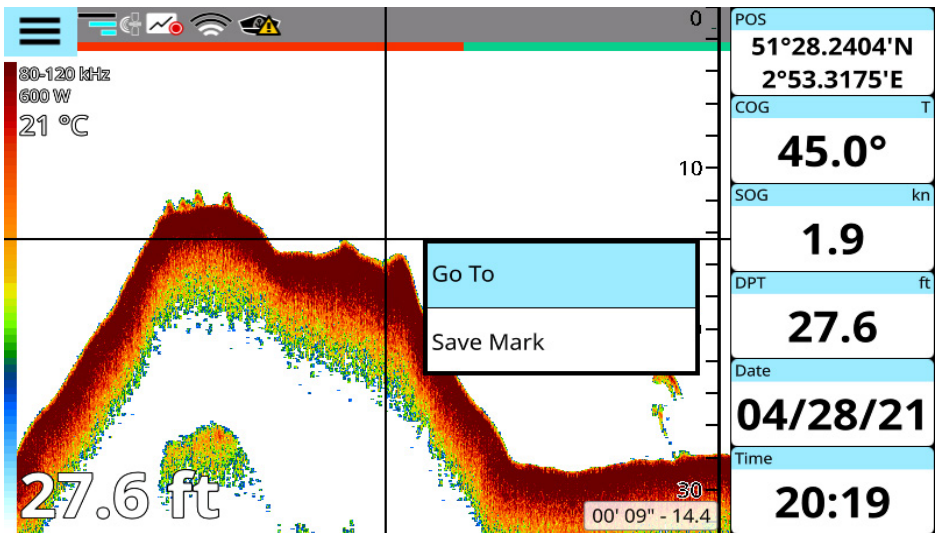 0
80-120 kHz
600 W
21 °C
10
Go To
Save Mark
27.6 ft
30
00' 09" - 14.4
POS
51°28.2404'N
2°53.3175'E
COG T
45.0°
SOG kn
1.9
DPT ft
27.6
Date
04/28/21
Time
20:19